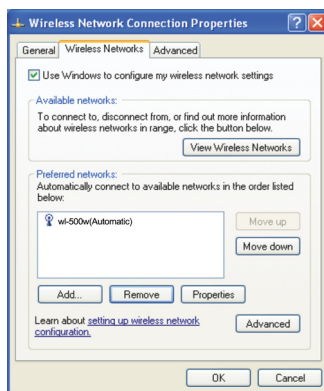 Wireless Network Connection Properties
General Wireless Networks Advanced
Use Windows to configure my wireless network settings
Available networks:
To connect to, disconnect from, or find out more information
about wireless networks in range, click the button below.
View Wireless Networks
Preferred networks:
Automatically connect to available networks in the order listed
below:
wl-500w(Automatic)
Move up
Move down
Add... Remove Properties
Learn about setting up wireless network
configuration.
Advanced
OK Cancel